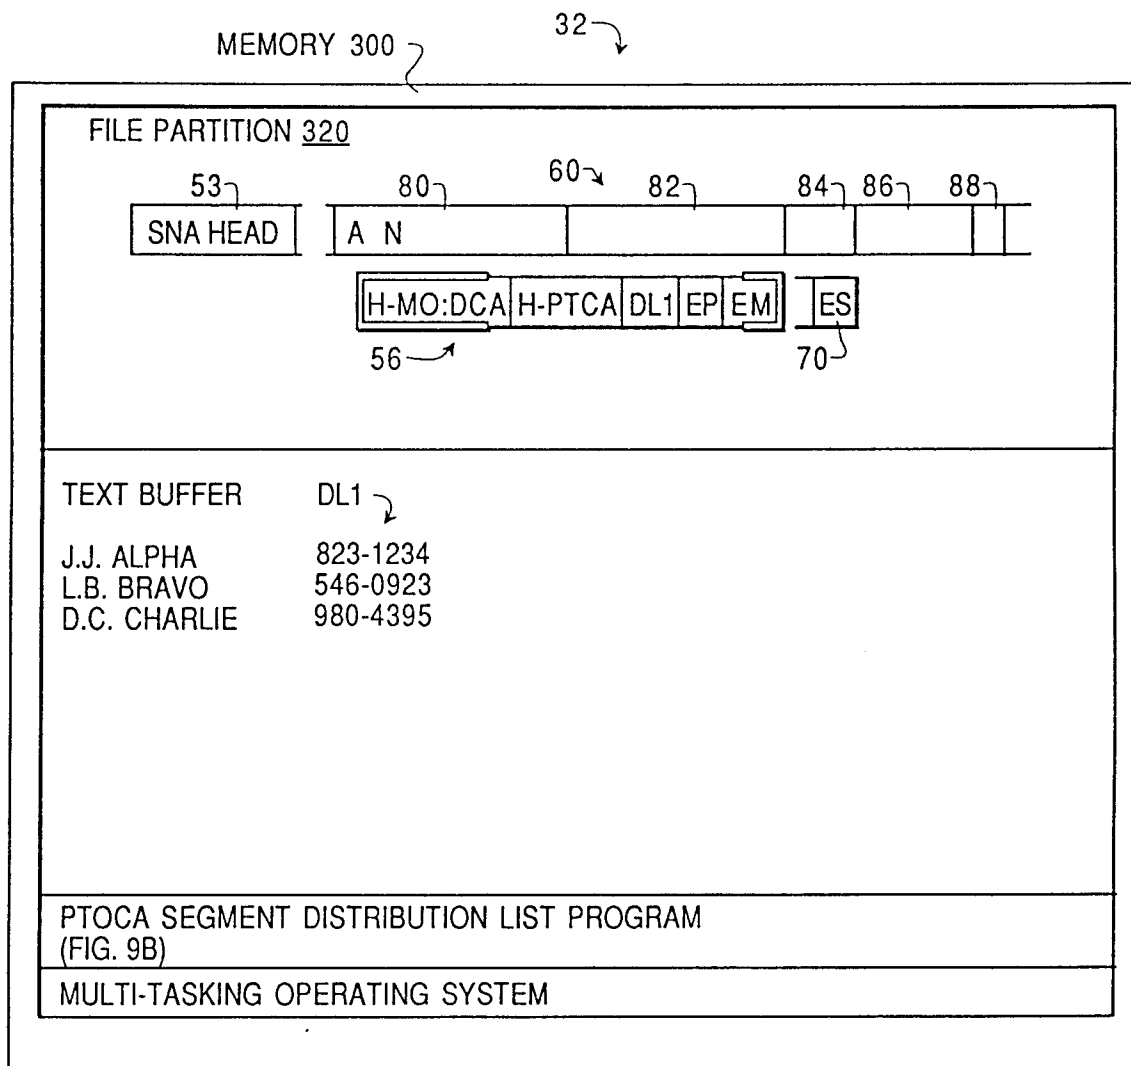 32
MEMORY 300
FILE PARTITION 320
53 80 60 82 84 86 88
SNA HEAD A N
H-MO:DCA H-PTCA DL1 EP EM ES
56 70
TEXT BUFFER DL1
J.J. ALPHA 823-1234
L.B. BRAVO 546-0923
D.C. CHARLIE 980-4395
PTOCA SEGMENT DISTRIBUTION LIST PROGRAM
(FIG. 9B)
MULTI-TASKING OPERATING SYSTEM